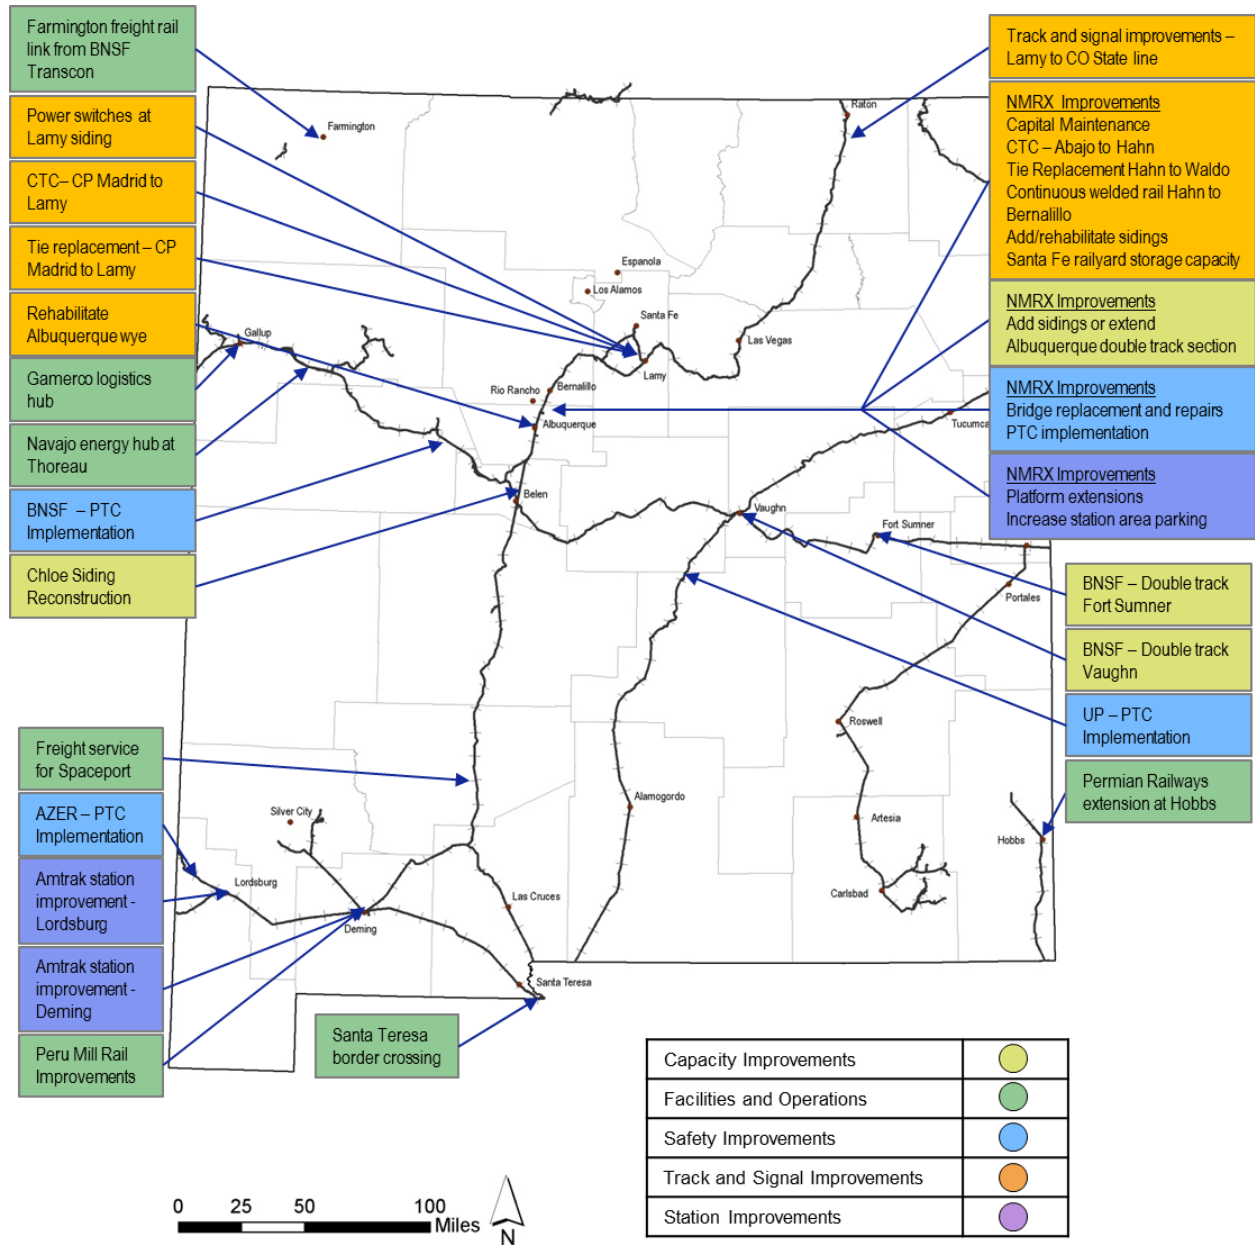 Farmington freight rail
link from BNSF
Transcon
Power switches at
Lamy siding
CTC– CP Madrid to
Lamy
Tie replacement – CP
Madrid to Lamy
Rehabilitate
Albuquerque wye
Gamerco logistics
hub
Navajo energy hub at
Thoreau
BNSF – PTC
Implementation
Chloe Siding
Reconstruction
Freight service
for Spaceport
AZER – PTC
Implementation
Amtrak station
improvement -
Lordsburg
Amtrak station
improvement -
Deming
Peru Mill Rail
Improvements
Santa Teresa
border crossing
Track and signal improvements –
Lamy to CO State line
NMRX Improvements
Capital Maintenance
CTC – Abajo to Hahn
Tie Replacement Hahn to Waldo
Continuous welded rail Hahn to
Bernalillo
Add/rehabilitate sidings
Santa Fe railyard storage capacity
NMRX Improvements
Add sidings or extend
Albuquerque double track section
NMRX Improvements
Bridge replacement and repairs
PTC implementation
NMRX Improvements
Platform extensions
Increase station area parking
BNSF – Double track
Fort Sumner
BNSF – Double track
Vaughn
UP – PTC
Implementation
Permian Railways
extension at Hobbs
Farmington
Raton
Espanola
Los Alamos
Santa Fe
Las Vegas
Lamy
Gallup
Rio Rancho
Bernalillo
Albuquerque
Tucumca
Belen
Vaughn
Fort Sumner
Portales
Roswell
Alamogordo
Artesia
Hobbs
Carlsbad
Silver City
Lordsburg
Deming
Las Cruces
Santa Teresa
Capacity Improvements
Facilities and Operations
Safety Improvements
Track and Signal Improvements
Station Improvements
0 25 50 100
Miles
N